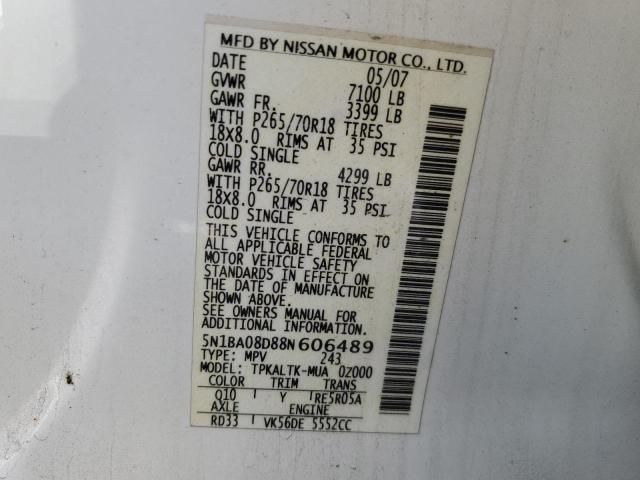 MFD BY NISSAN MOTOR CO., LTD.
DATE 05/07
GVWR 7100 LB
GAWR FR. 3399 LB
WITH P265/70R18 TIRES
18X8.0 RIMS AT 35 PSI
COLD SINGLE
GAWR RR. 4299 LB
WITH P265/70R18 TIRES
18X8.0 RIMS AT 35 PSI
COLD SINGLE
THIS VEHICLE CONFORMS TO
ALL APPLICABLE FEDERAL
MOTOR VEHICLE SAFETY
STANDARDS IN EFFECT ON
THE DATE OF MANUFACTURE
SHOWN ABOVE.
SEE OWNERS MANUAL FOR
ADDITIONAL INFORMATION.
5N1BA08D88N606489
TYPE: MPV 243
MODEL: TPKALTK-MUA 0Z000
COLOR TRIM TRANS
Q10 Y RE5R05A
AXLE ENGINE
RD33 VK56DE 5552CC